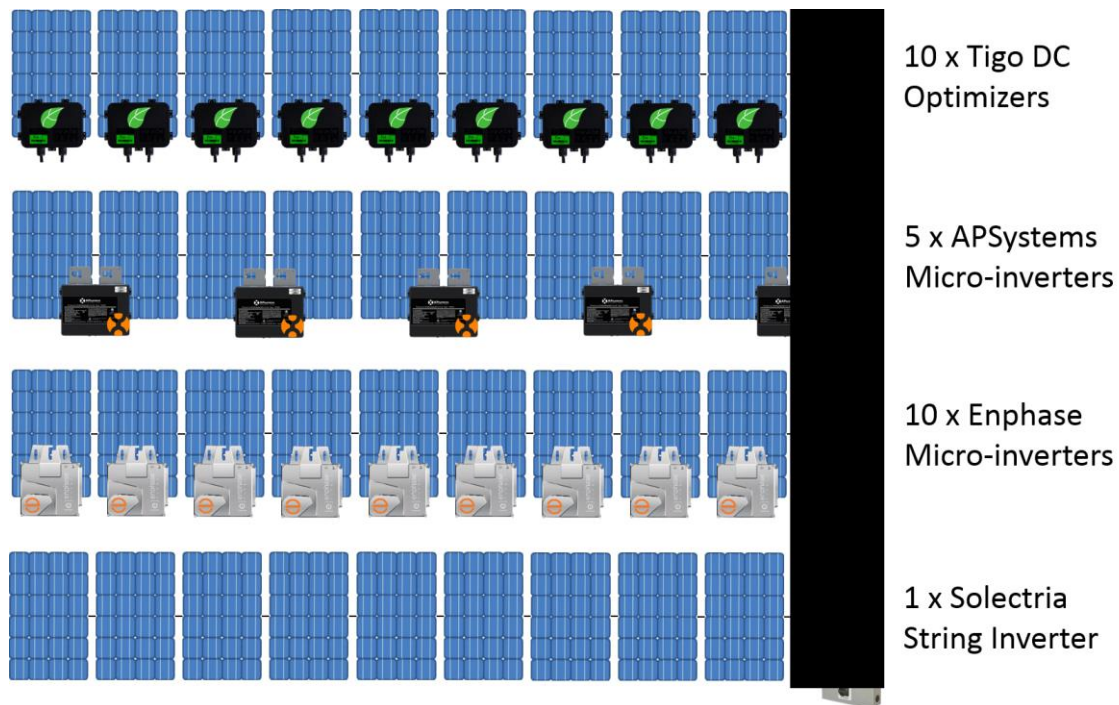 10 x Tigo DC
Optimizers
5 x APSystems
Micro-inverters
10 x Enphase
Micro-inverters
1 x Solectria
String Inverter